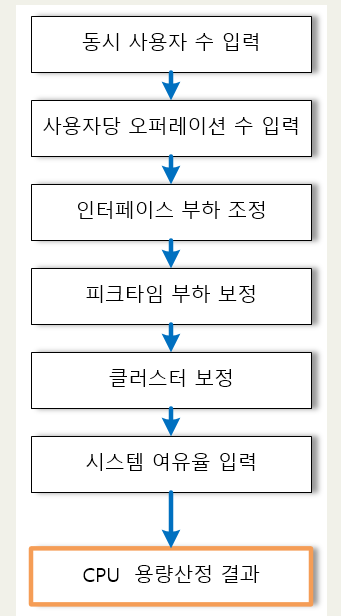 동시 사용자 수 입력
사용자당 오퍼레이션 수 입력
인터페이스 부하 조정
피크타임 부하 보정
클러스터 보정
시스템 여유율 입력
CPU 용량산정 결과